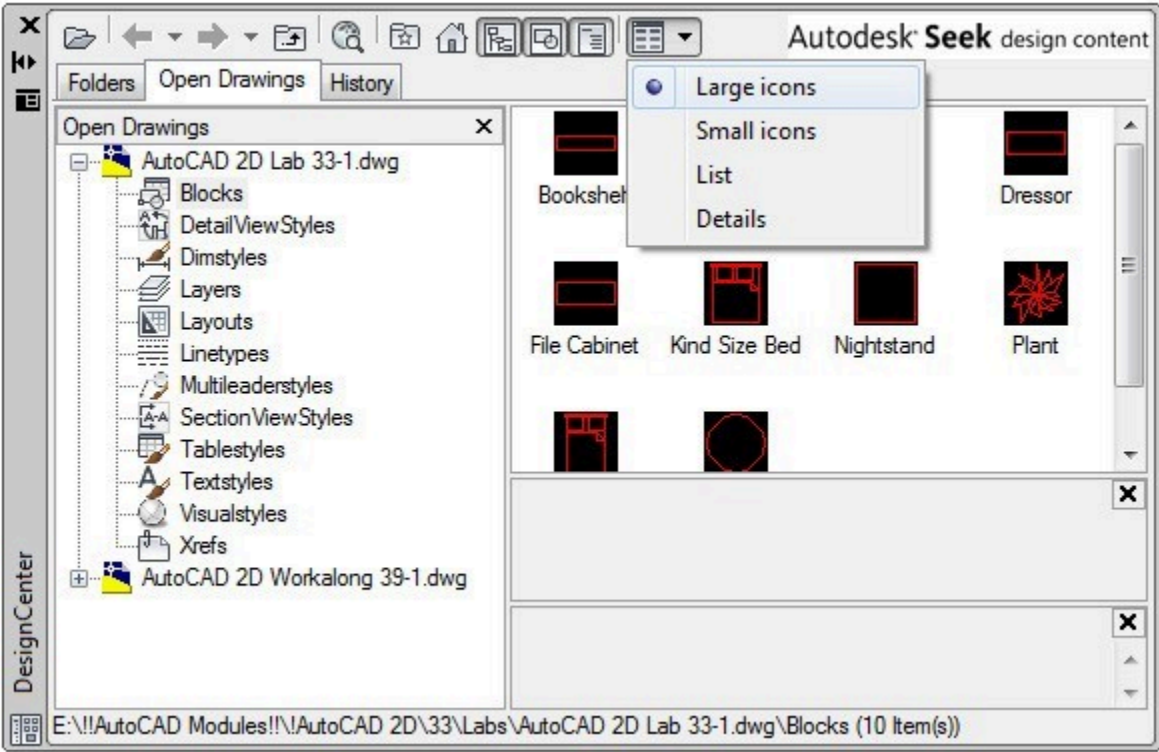 Autodesk Seek design content
Folders
Open Drawings
History
Large icons
Small icons
List
Details
Open Drawings
AutoCAD 2D Lab 33-1.dwg
Blocks
DetailViewStyles
Dimstyles
Layers
Layouts
Linetypes
Multileaderstyles
SectionViewStyles
Tablestyles
Textstyles
Visualstyles
Xrefs
AutoCAD 2D Workalong 39-1.dwg
Dressor
File Cabinet
Kind Size Bed
Nightstand
Plant
DesignCenter
E:\!!AutoCAD Modules!!\!AutoCAD 2D\33\Labs\AutoCAD 2D Lab 33-1.dwg\Blocks (10 Item(s))